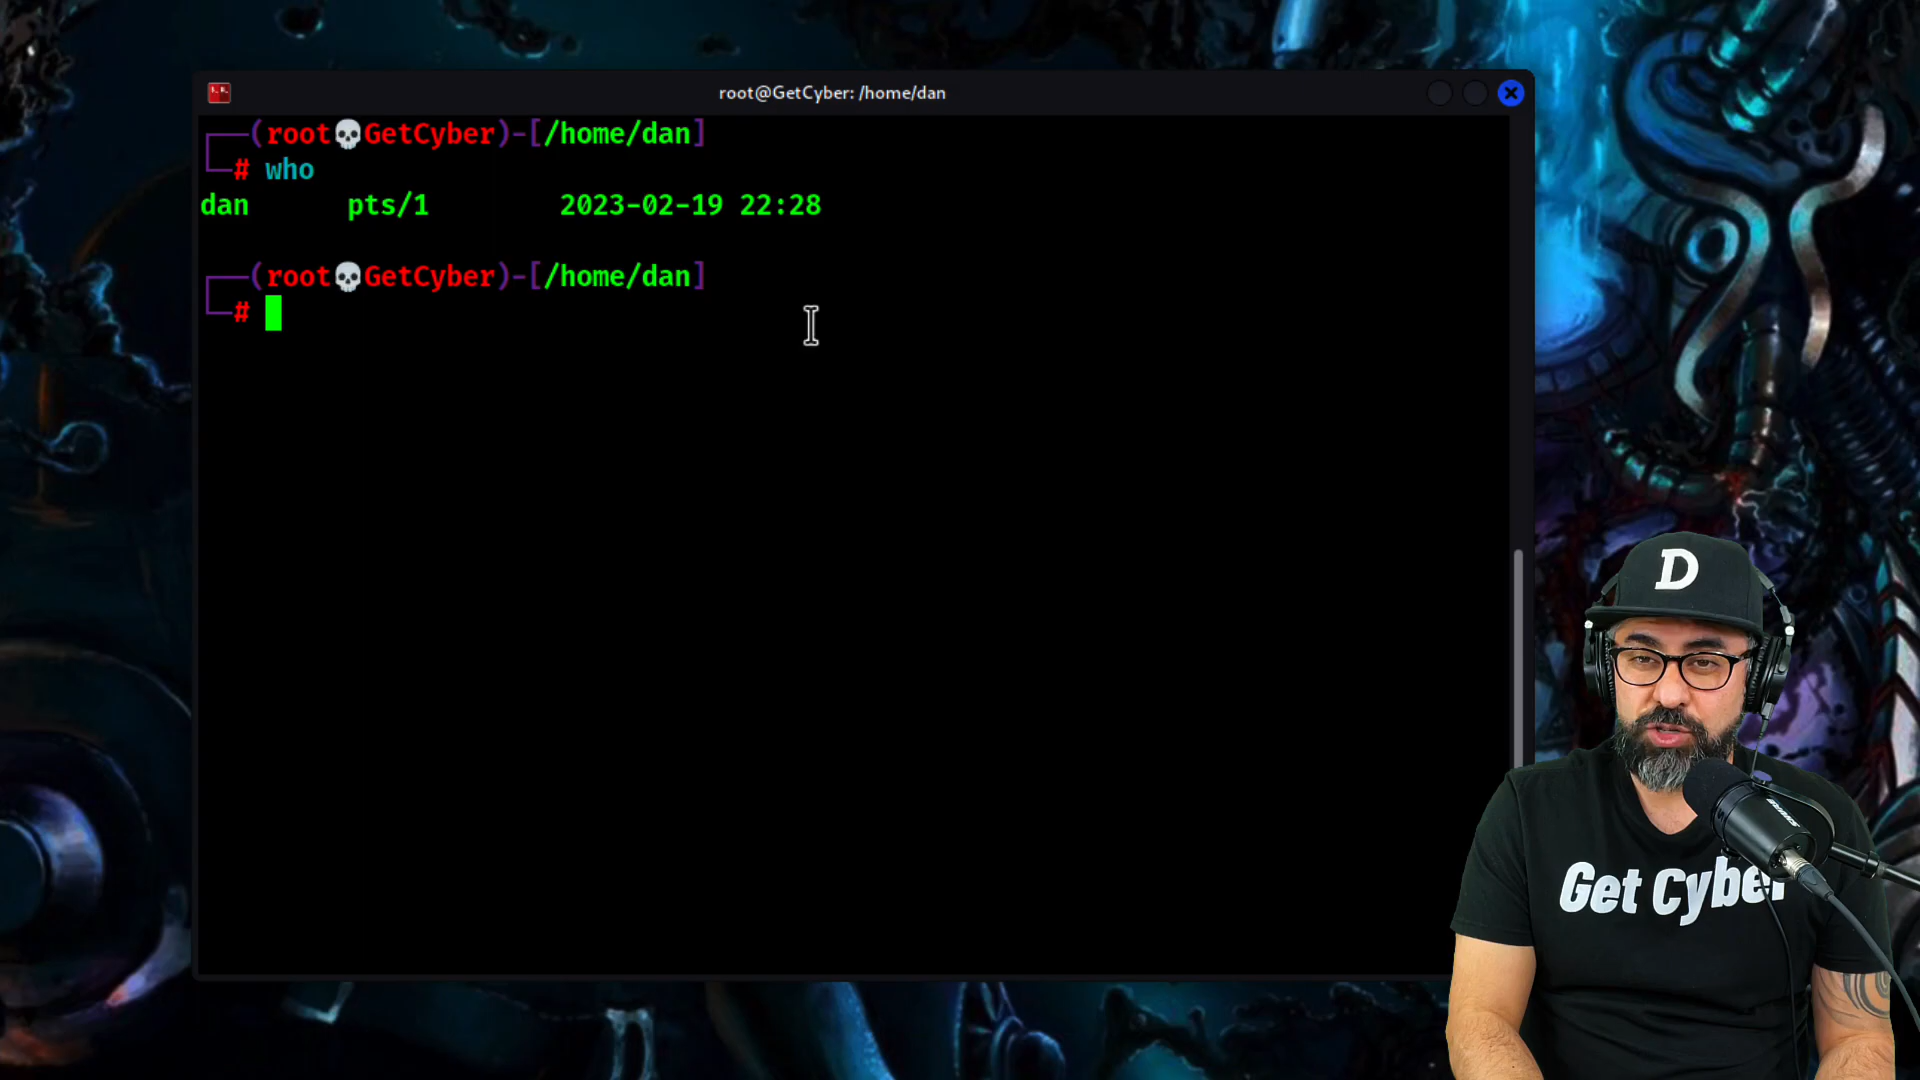 root@GetCyber: /home/dan
┌──(root💀GetCyber)-[/home/dan]
└─# who
dan pts/1 2023-02-19 22:28
┌──(root💀GetCyber)-[/home/dan]
└─#
D
Get Cyber